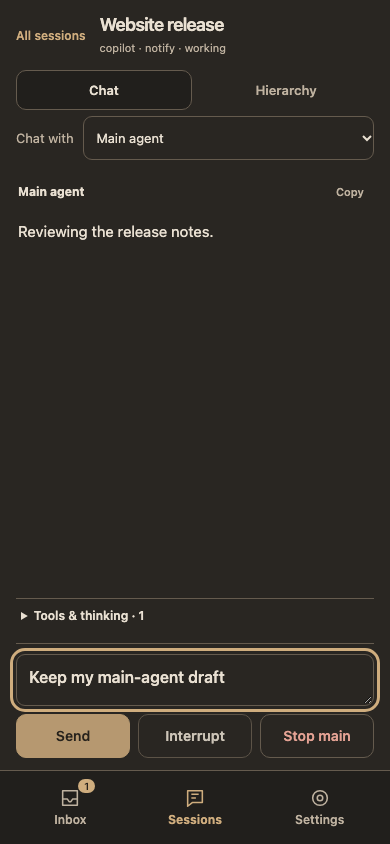 All sessions
Website release
copilot · notify · working
Chat
Hierarchy
Chat with
Main agent
Main agent
Copy
Reviewing the release notes.
Tools & thinking · 1
Keep my main-agent draft
Send
Interrupt
Stop main
1
Inbox
Sessions
Settings